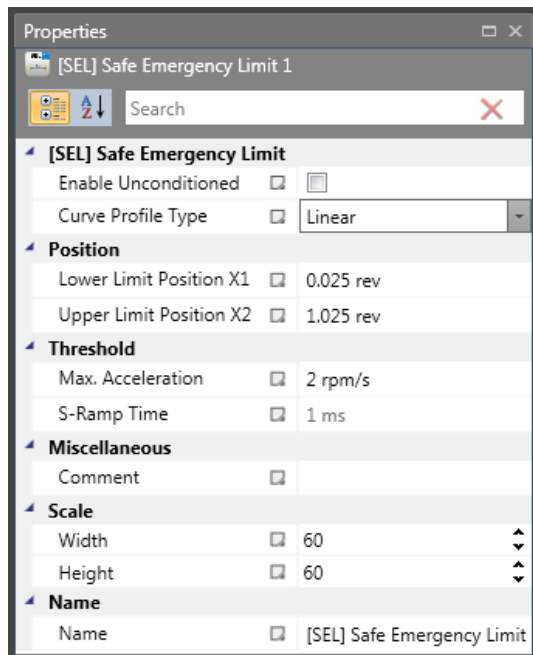 Properties
[SEL] Safe Emergency Limit 1
A Z Search
[SEL] Safe Emergency Limit
Enable Unconditioned
Curve Profile Type Linear
Position
Lower Limit Position X1 0.025 rev
Upper Limit Position X2 1.025 rev
Threshold
Max. Acceleration 2 rpm/s
S-Ramp Time 1 ms
Miscellaneous
Comment
Scale
Width 60
Height 60
Name
Name [SEL] Safe Emergency Limit